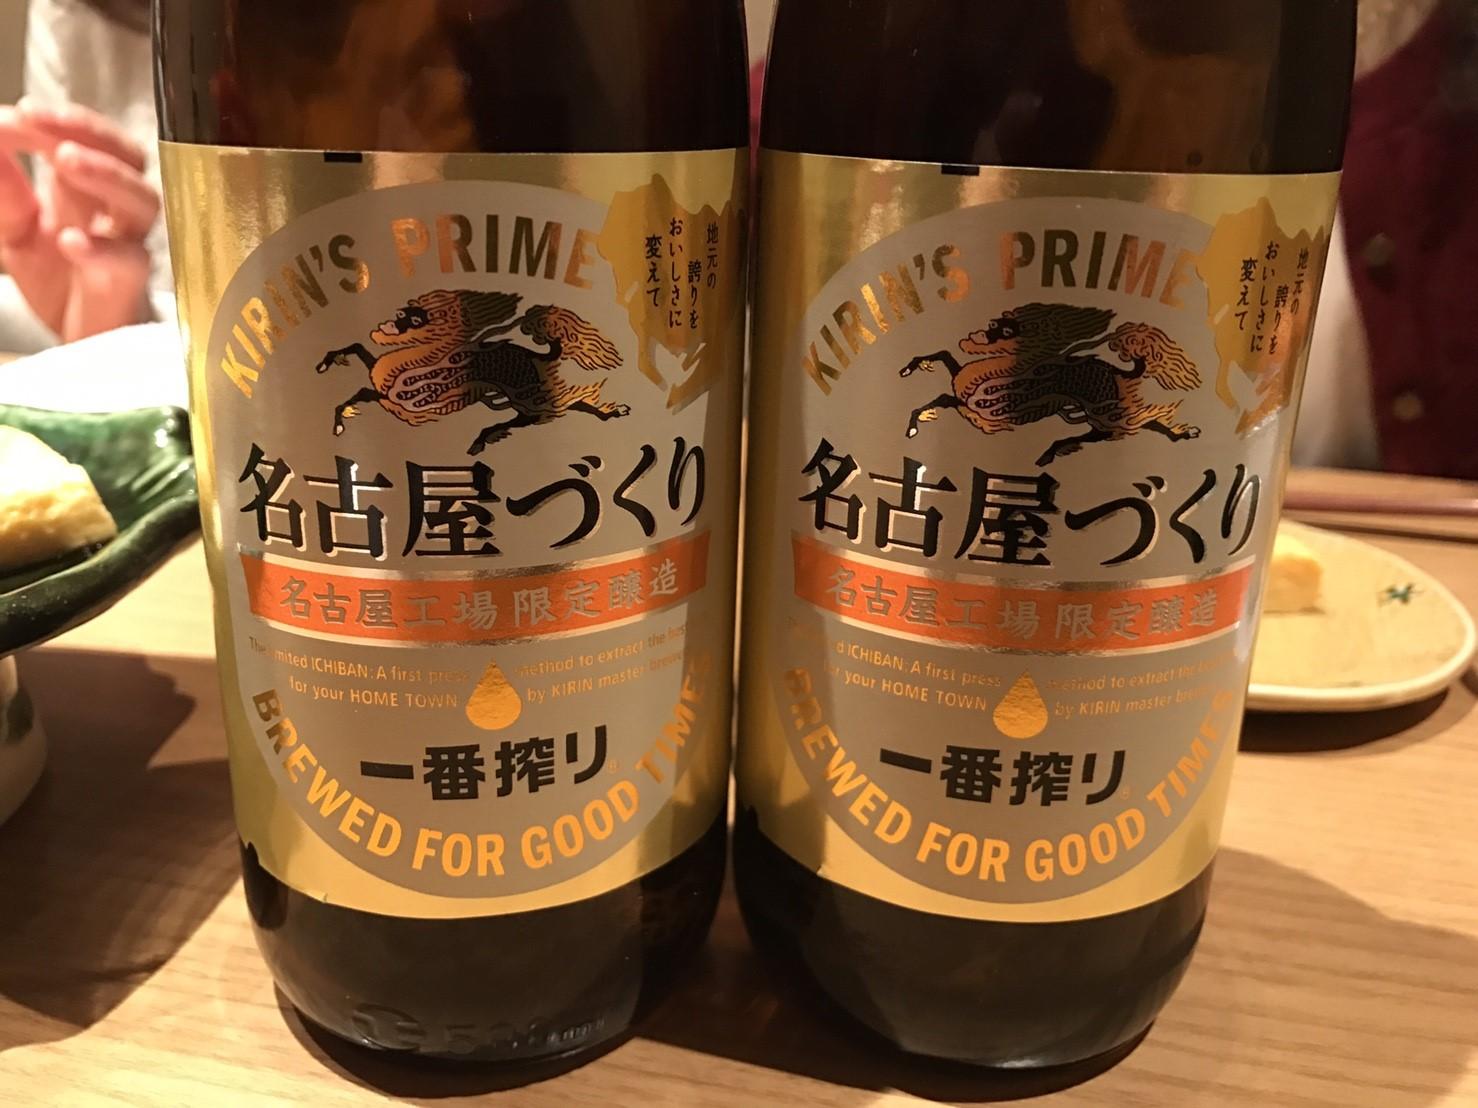 KIRIN'S PRIME
地元の
誇りを
おいしさに
変えて
名古屋づくり
名古屋工場 限定醸造
The limited ICHIBAN: A first press method to extract the best
for your HOME TOWN by KIRIN master
一番搾り
BREWED FOR GOOD TIMES
KIRIN'S PRIME
地元の
誇りを
おいしさに
変えて
名古屋づくり
名古屋工場 限定醸造
ICHIBAN: A first press method to extract the
for your HOME TOWN by KIRIN master
一番搾り
BREWED FOR GOOD TIMES